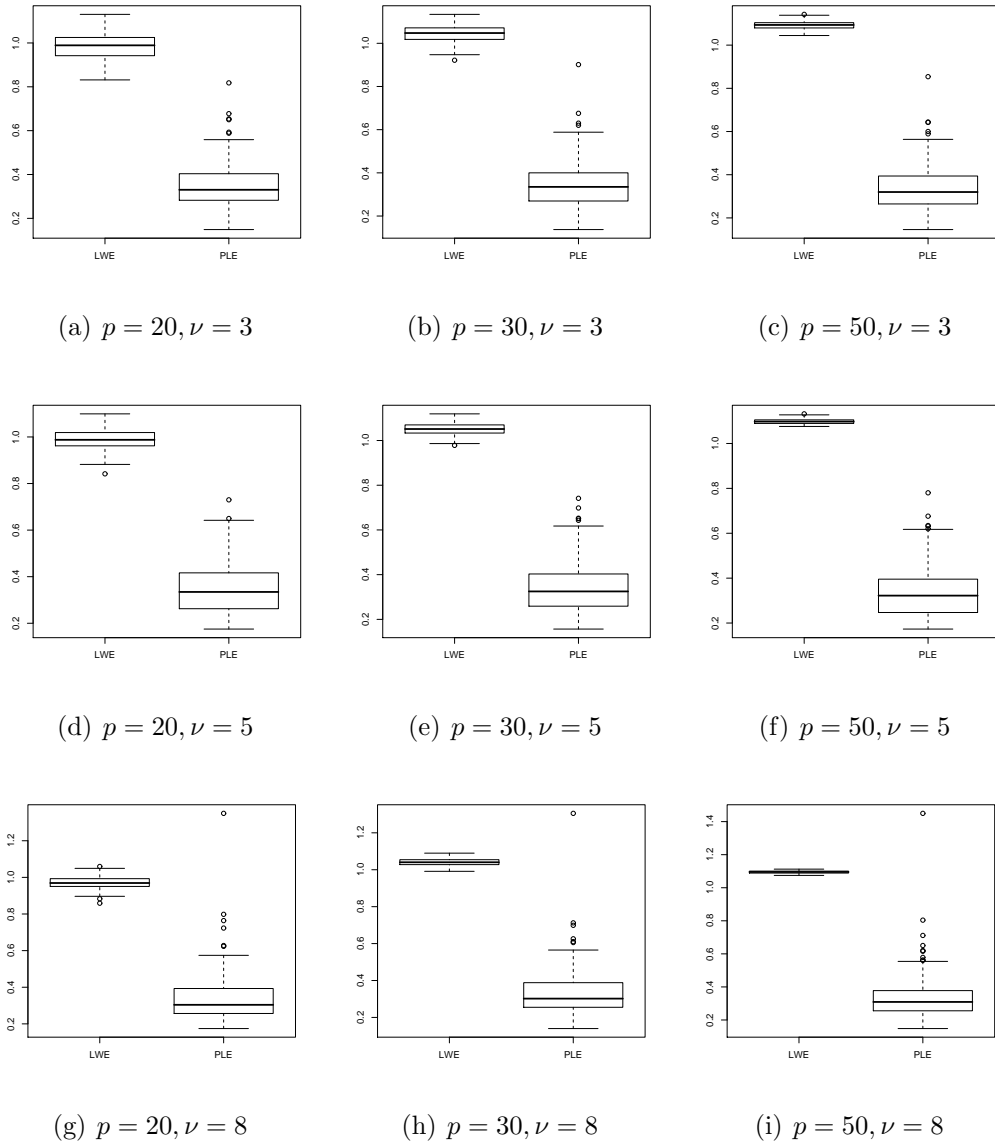 1.0
0.8
0.6
0.4
0.2
LWE PLE
(a) p = 20, ν = 3
1.0
0.8
0.6
0.4
0.2
LWE PLE
(b) p = 30, ν = 3
1.0
0.8
0.6
0.4
0.2
LWE PLE
(c) p = 50, ν = 3
1.0
0.8
0.6
0.4
0.2
LWE PLE
(d) p = 20, ν = 5
1.0
0.8
0.6
0.4
0.2
LWE PLE
(e) p = 30, ν = 5
1.0
0.8
0.6
0.4
0.2
LWE PLE
(f) p = 50, ν = 5
1.2
1.0
0.8
0.6
0.4
0.2
LWE PLE
(g) p = 20, ν = 8
1.2
1.0
0.8
0.6
0.4
0.2
LWE PLE
(h) p = 30, ν = 8
1.4
1.2
1.0
0.8
0.6
0.4
0.2
LWE PLE
(i) p = 50, ν = 8